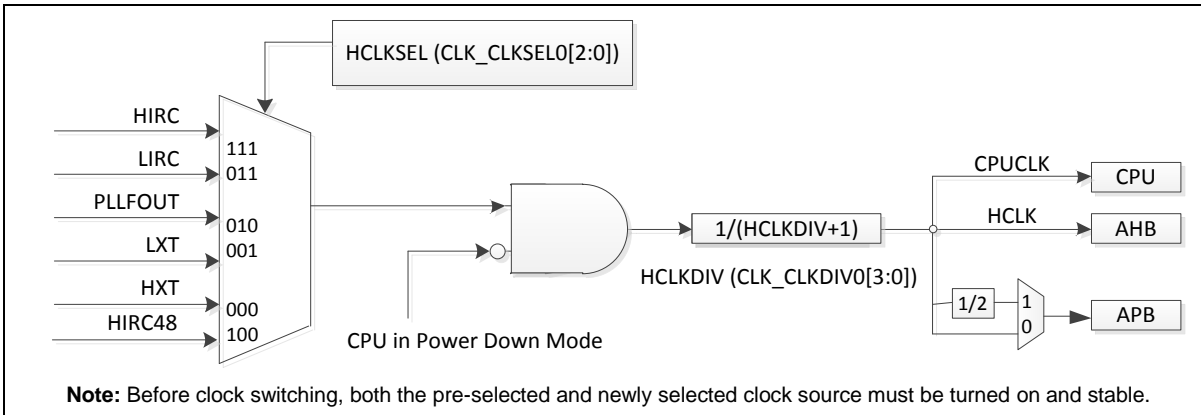 HCLKSEL (CLK_CLKSEL0[2:0])
HIRC
111
LIRC
011
PLLFOUT
010
LXT
001
HXT
000
HIRC48
100
CPU in Power Down Mode
1/(HCLKDIV+1)
HCLKDIV (CLK_CLKDIV0[3:0])
CPUCLK
CPU
HCLK
AHB
1/2
1
0
APB
Note: Before clock switching, both the pre-selected and newly selected clock source must be turned on and stable.